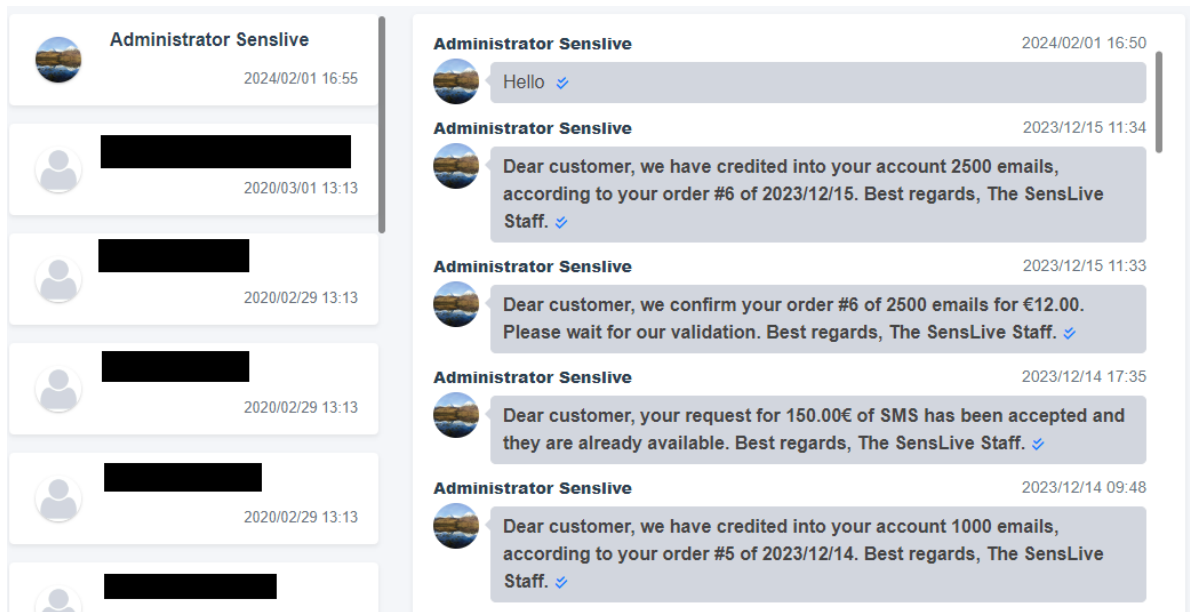 Administrator Senslive
2024/02/01 16:55
2020/03/01 13:13
2020/02/29 13:13
2020/02/29 13:13
2020/02/29 13:13
Administrator Senslive
2024/02/01 16:50
Hello
Administrator Senslive
2023/12/15 11:34
Dear customer, we have credited into your account 2500 emails,
according to your order #6 of 2023/12/15. Best regards, The SensLive
Staff.
Administrator Senslive
2023/12/15 11:33
Dear customer, we confirm your order #6 of 2500 emails for €12.00.
Please wait for our validation. Best regards, The SensLive Staff.
Administrator Senslive
2023/12/14 17:35
Dear customer, your request for 150.00€ of SMS has been accepted and
they are already available. Best regards, The SensLive Staff.
Administrator Senslive
2023/12/14 09:48
Dear customer, we have credited into your account 1000 emails,
according to your order #5 of 2023/12/14. Best regards, The SensLive
Staff.